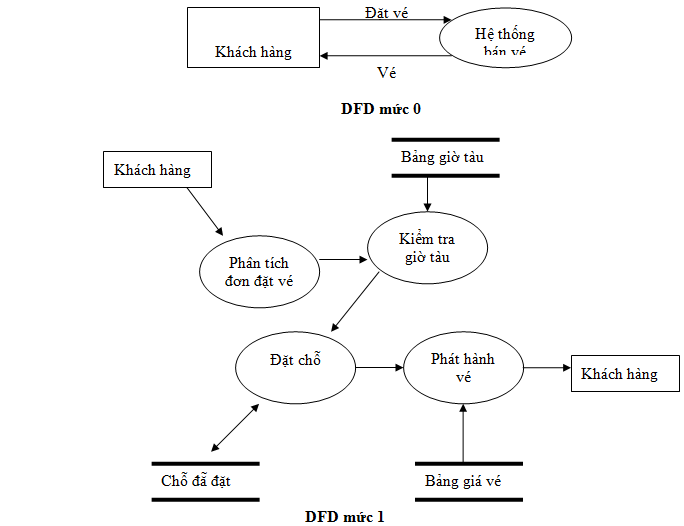 Đặt vé
Khách hàng
Hệ thống
bán vé
Vé
DFD mức 0
Khách hàng
Bảng giờ tàu
Phân tích
đơn đặt vé
Kiểm tra
giờ tàu
Đặt chỗ
Phát hành
vé
Khách hàng
Chỗ đã đặt
Bảng giá vé
DFD mức 1